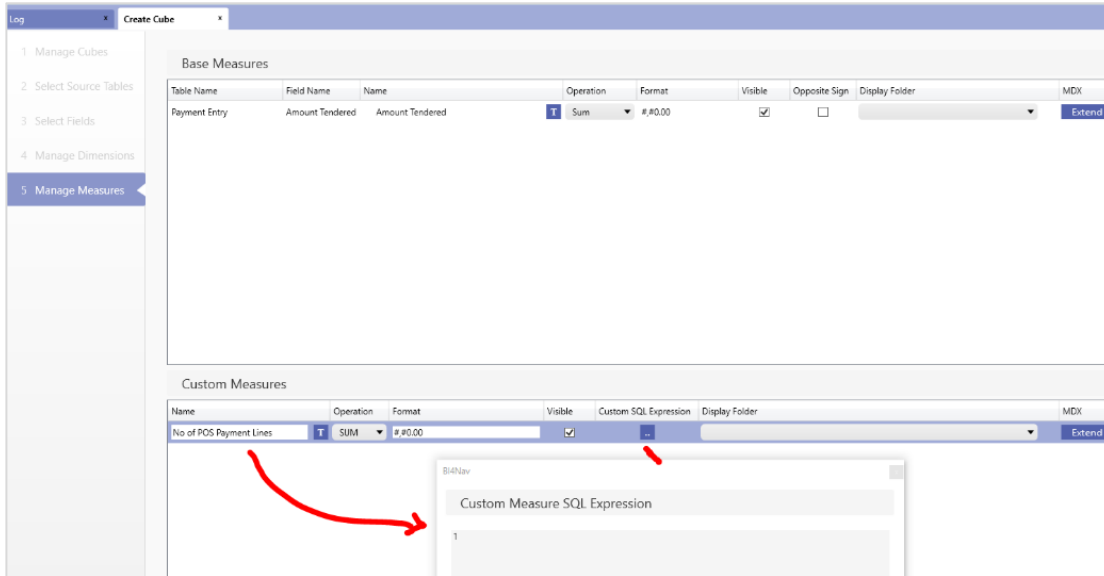 Log x Create Cube x
1 Manage Cubes
2 Select Source Tables
3 Select Fields
4 Manage Dimensions
5 Manage Measures
Base Measures
Table Name Field Name Name Operation Format Visible Opposite Sign Display Folder MDX
Payment Entry Amount Tendered Amount Tendered T Sum #,#0.00 Extend
Custom Measures
Name Operation Format Visible Custom SQL Expression Display Folder MDX
No of POS Payment Lines T SUM #,#0.00 .. Extend
BI4Nav
Custom Measure SQL Expression
1